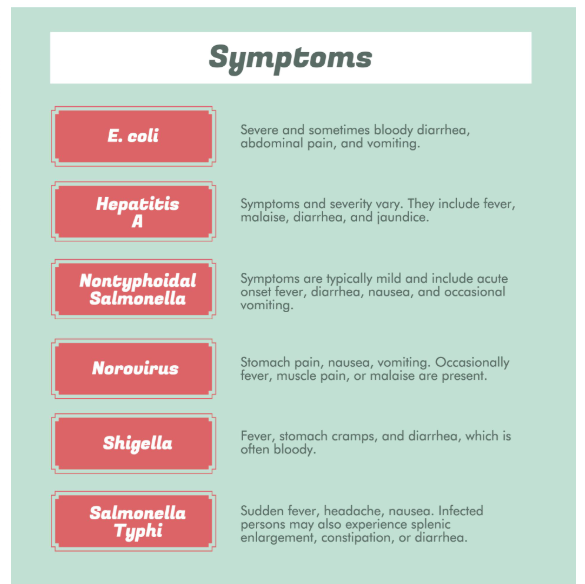 Symptoms
E. coli
Severe and sometimes bloody diarrhea,
abdominal pain, and vomiting.
Hepatitis
A
Symptoms and severity vary. They include fever,
malaise, diarrhea, and jaundice.
Nontyphoidal
Salmonella
Symptoms are typically mild and include acute
onset fever, diarrhea, nausea, and occasional
vomiting.
Norovirus
Stomach pain, nausea, vomiting. Occasionally
fever, muscle pain, or malaise are present.
Shigella
Fever, stomach cramps, and diarrhea, which is
often bloody.
Salmonella
Typhi
Sudden fever, headache, nausea. Infected
persons may also experience splenic
enlargement, constipation, or diarrhea.